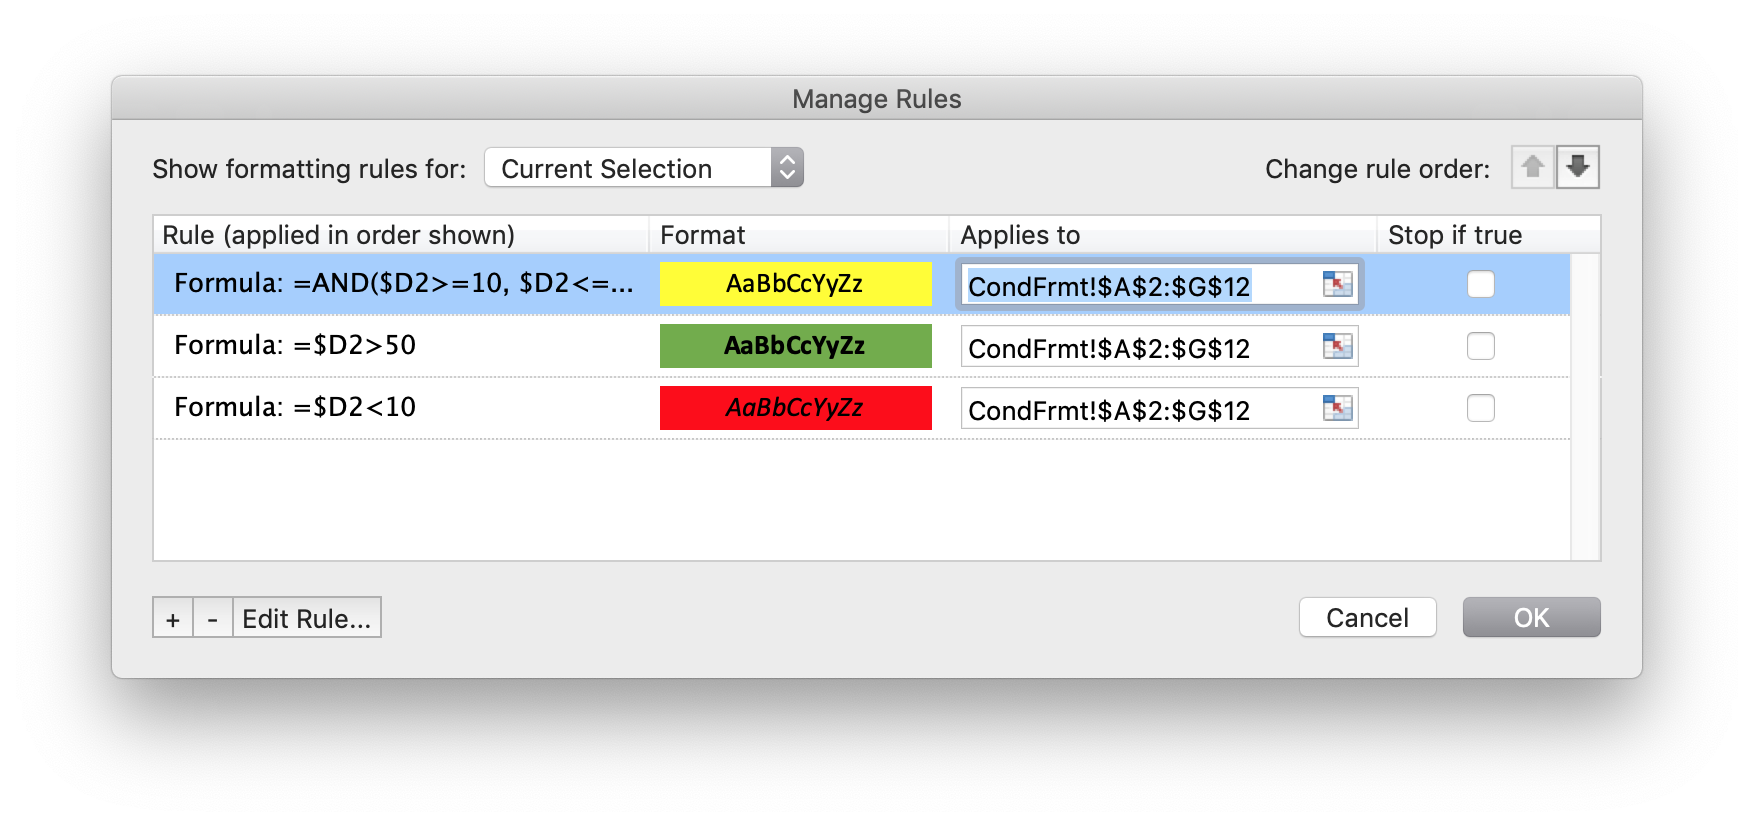 Manage Rules
Show formatting rules for: Current Selection Change rule order:
Rule (applied in order shown) Format Applies to Stop if true
Formula: =AND($D2>=10, $D2<=... AaBbCcYyZz CondFrmt!$A$2:$G$12
Formula: =$D2>50 AaBbCcYyZz CondFrmt!$A$2:$G$12
Formula: =$D2<10 AaBbCcYyZz CondFrmt!$A$2:$G$12
+ - Edit Rule... Cancel OK